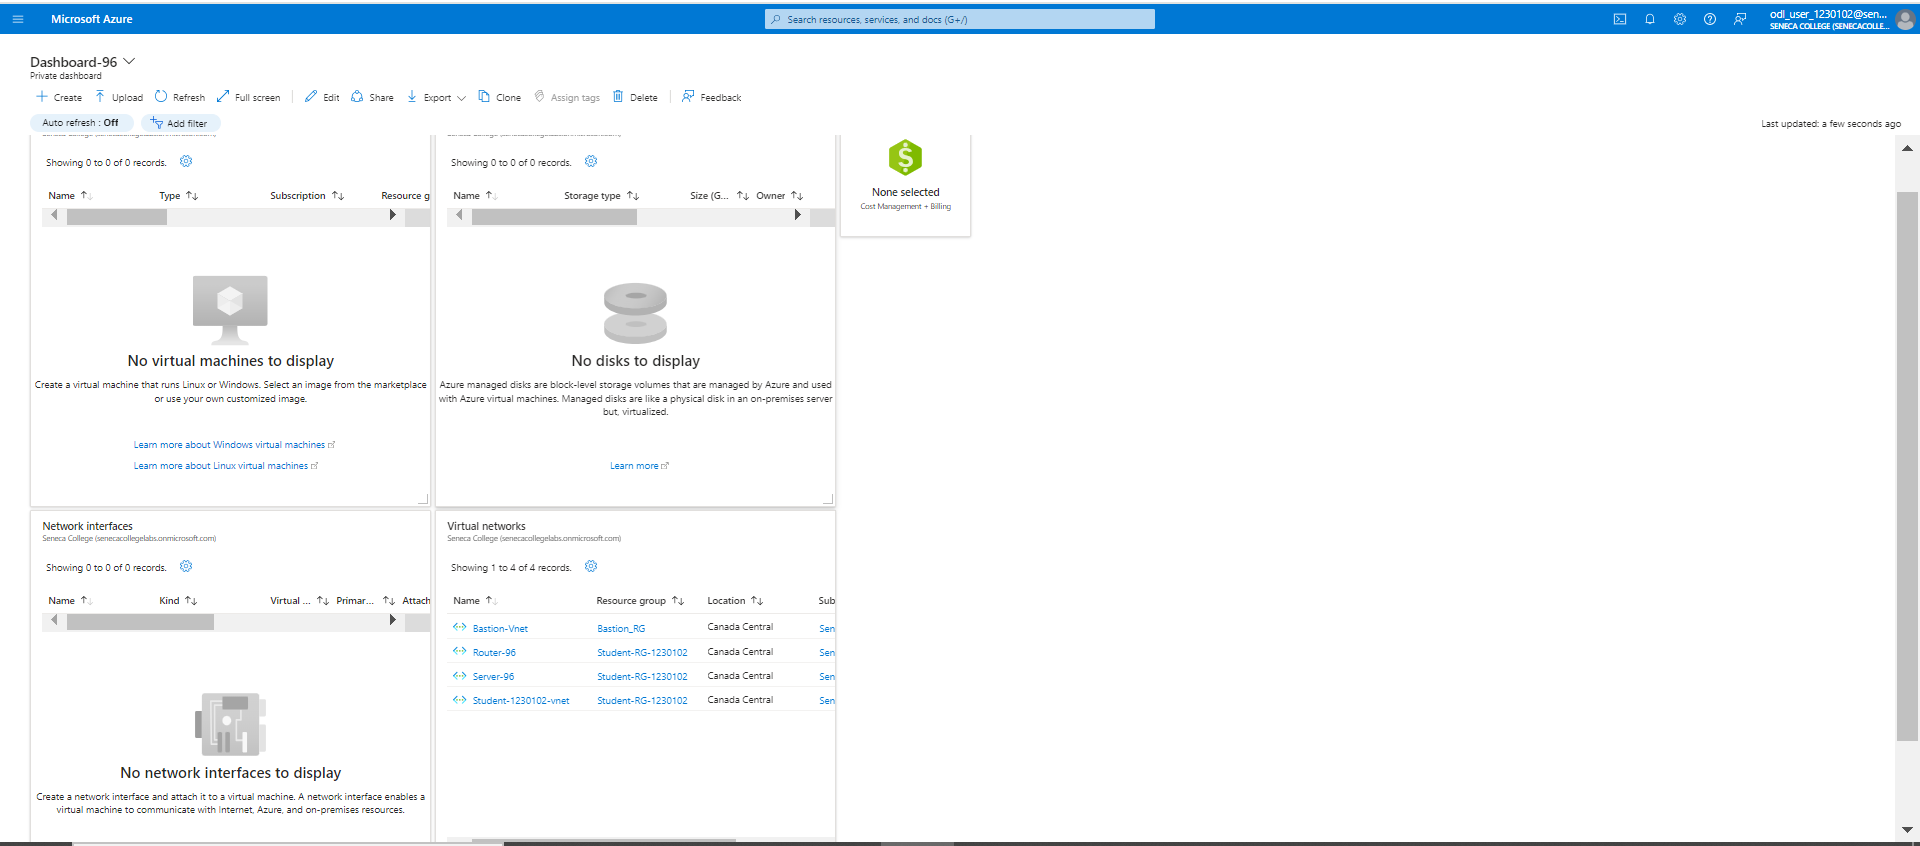 Microsoft Azure
Search resources, services, and docs (G+/)
odl_user_1230102@sen...
SENECA COLLEGE (SENECACOLLE...
Dashboard-96
Private dashboard
Create Upload Refresh Full screen Edit Share Export Clone Assign tags Delete Feedback
Auto refresh : Off Add filter
Last updated: a few seconds ago
Seneca College (senecacollegelabs.onmicrosoft.com)
Showing 0 to 0 of 0 records.
Name Type Subscription Resource g
No virtual machines to display
Create a virtual machine that runs Linux or Windows. Select an image from the marketplace
or use your own customized image.
Learn more about Windows virtual machines
Learn more about Linux virtual machines
Seneca College (senecacollegelabs.onmicrosoft.com)
Showing 0 to 0 of 0 records.
Name Storage type Size (G... Owner
No disks to display
Azure managed disks are block-level storage volumes that are managed by Azure and used
with Azure virtual machines. Managed disks are like a physical disk in an on-premises server
but, virtualized.
Learn more
None selected
Cost Management + Billing
Network interfaces
Seneca College (senecacollegelabs.onmicrosoft.com)
Showing 0 to 0 of 0 records.
Name Kind Virtual ... Primar... Attach
No network interfaces to display
Create a network interface and attach it to a virtual machine. A network interface enables a
virtual machine to communicate with Internet, Azure, and on-premises resources.
Virtual networks
Seneca College (senecacollegelabs.onmicrosoft.com)
Showing 1 to 4 of 4 records.
Name Resource group Location Sub
Bastion-Vnet Bastion_RG Canada Central Sen
Router-96 Student-RG-1230102 Canada Central Sen
Server-96 Student-RG-1230102 Canada Central Sen
Student-1230102-vnet Student-RG-1230102 Canada Central Sen